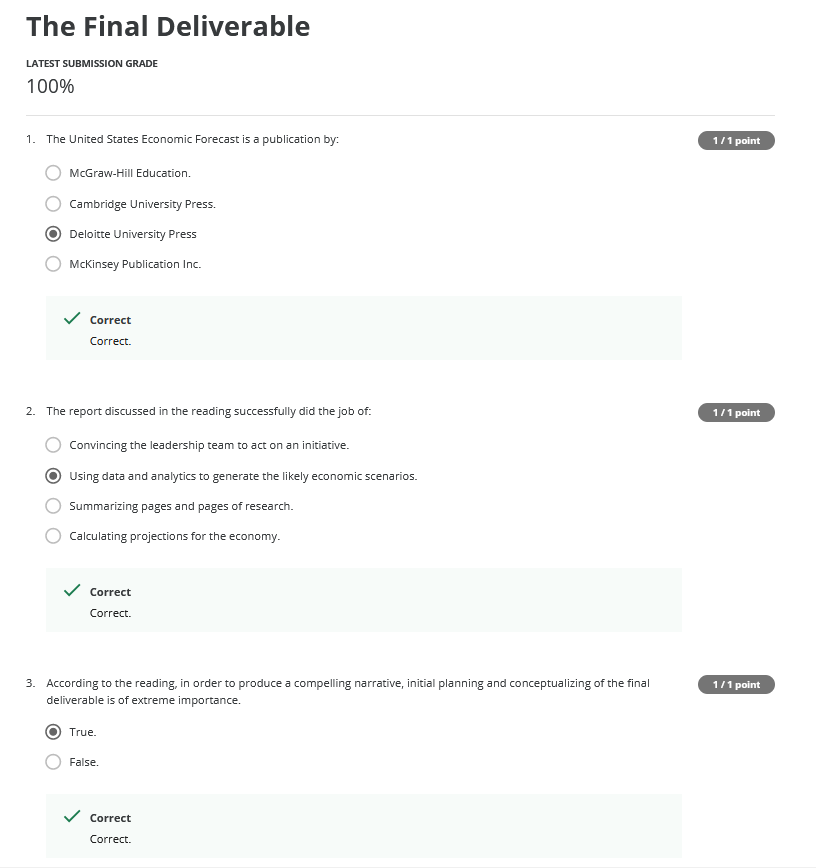 The Final Deliverable
LATEST SUBMISSION GRADE
100%
1. The United States Economic Forecast is a publication by:
1 / 1 point
McGraw-Hill Education.
Cambridge University Press.
Deloitte University Press
McKinsey Publication Inc.
Correct
Correct.
2. The report discussed in the reading successfully did the job of:
1 / 1 point
Convincing the leadership team to act on an initiative.
Using data and analytics to generate the likely economic scenarios.
Summarizing pages and pages of research.
Calculating projections for the economy.
Correct
Correct.
3. According to the reading, in order to produce a compelling narrative, initial planning and conceptualizing of the final
1 / 1 point
deliverable is of extreme importance.
True.
False.
Correct
Correct.